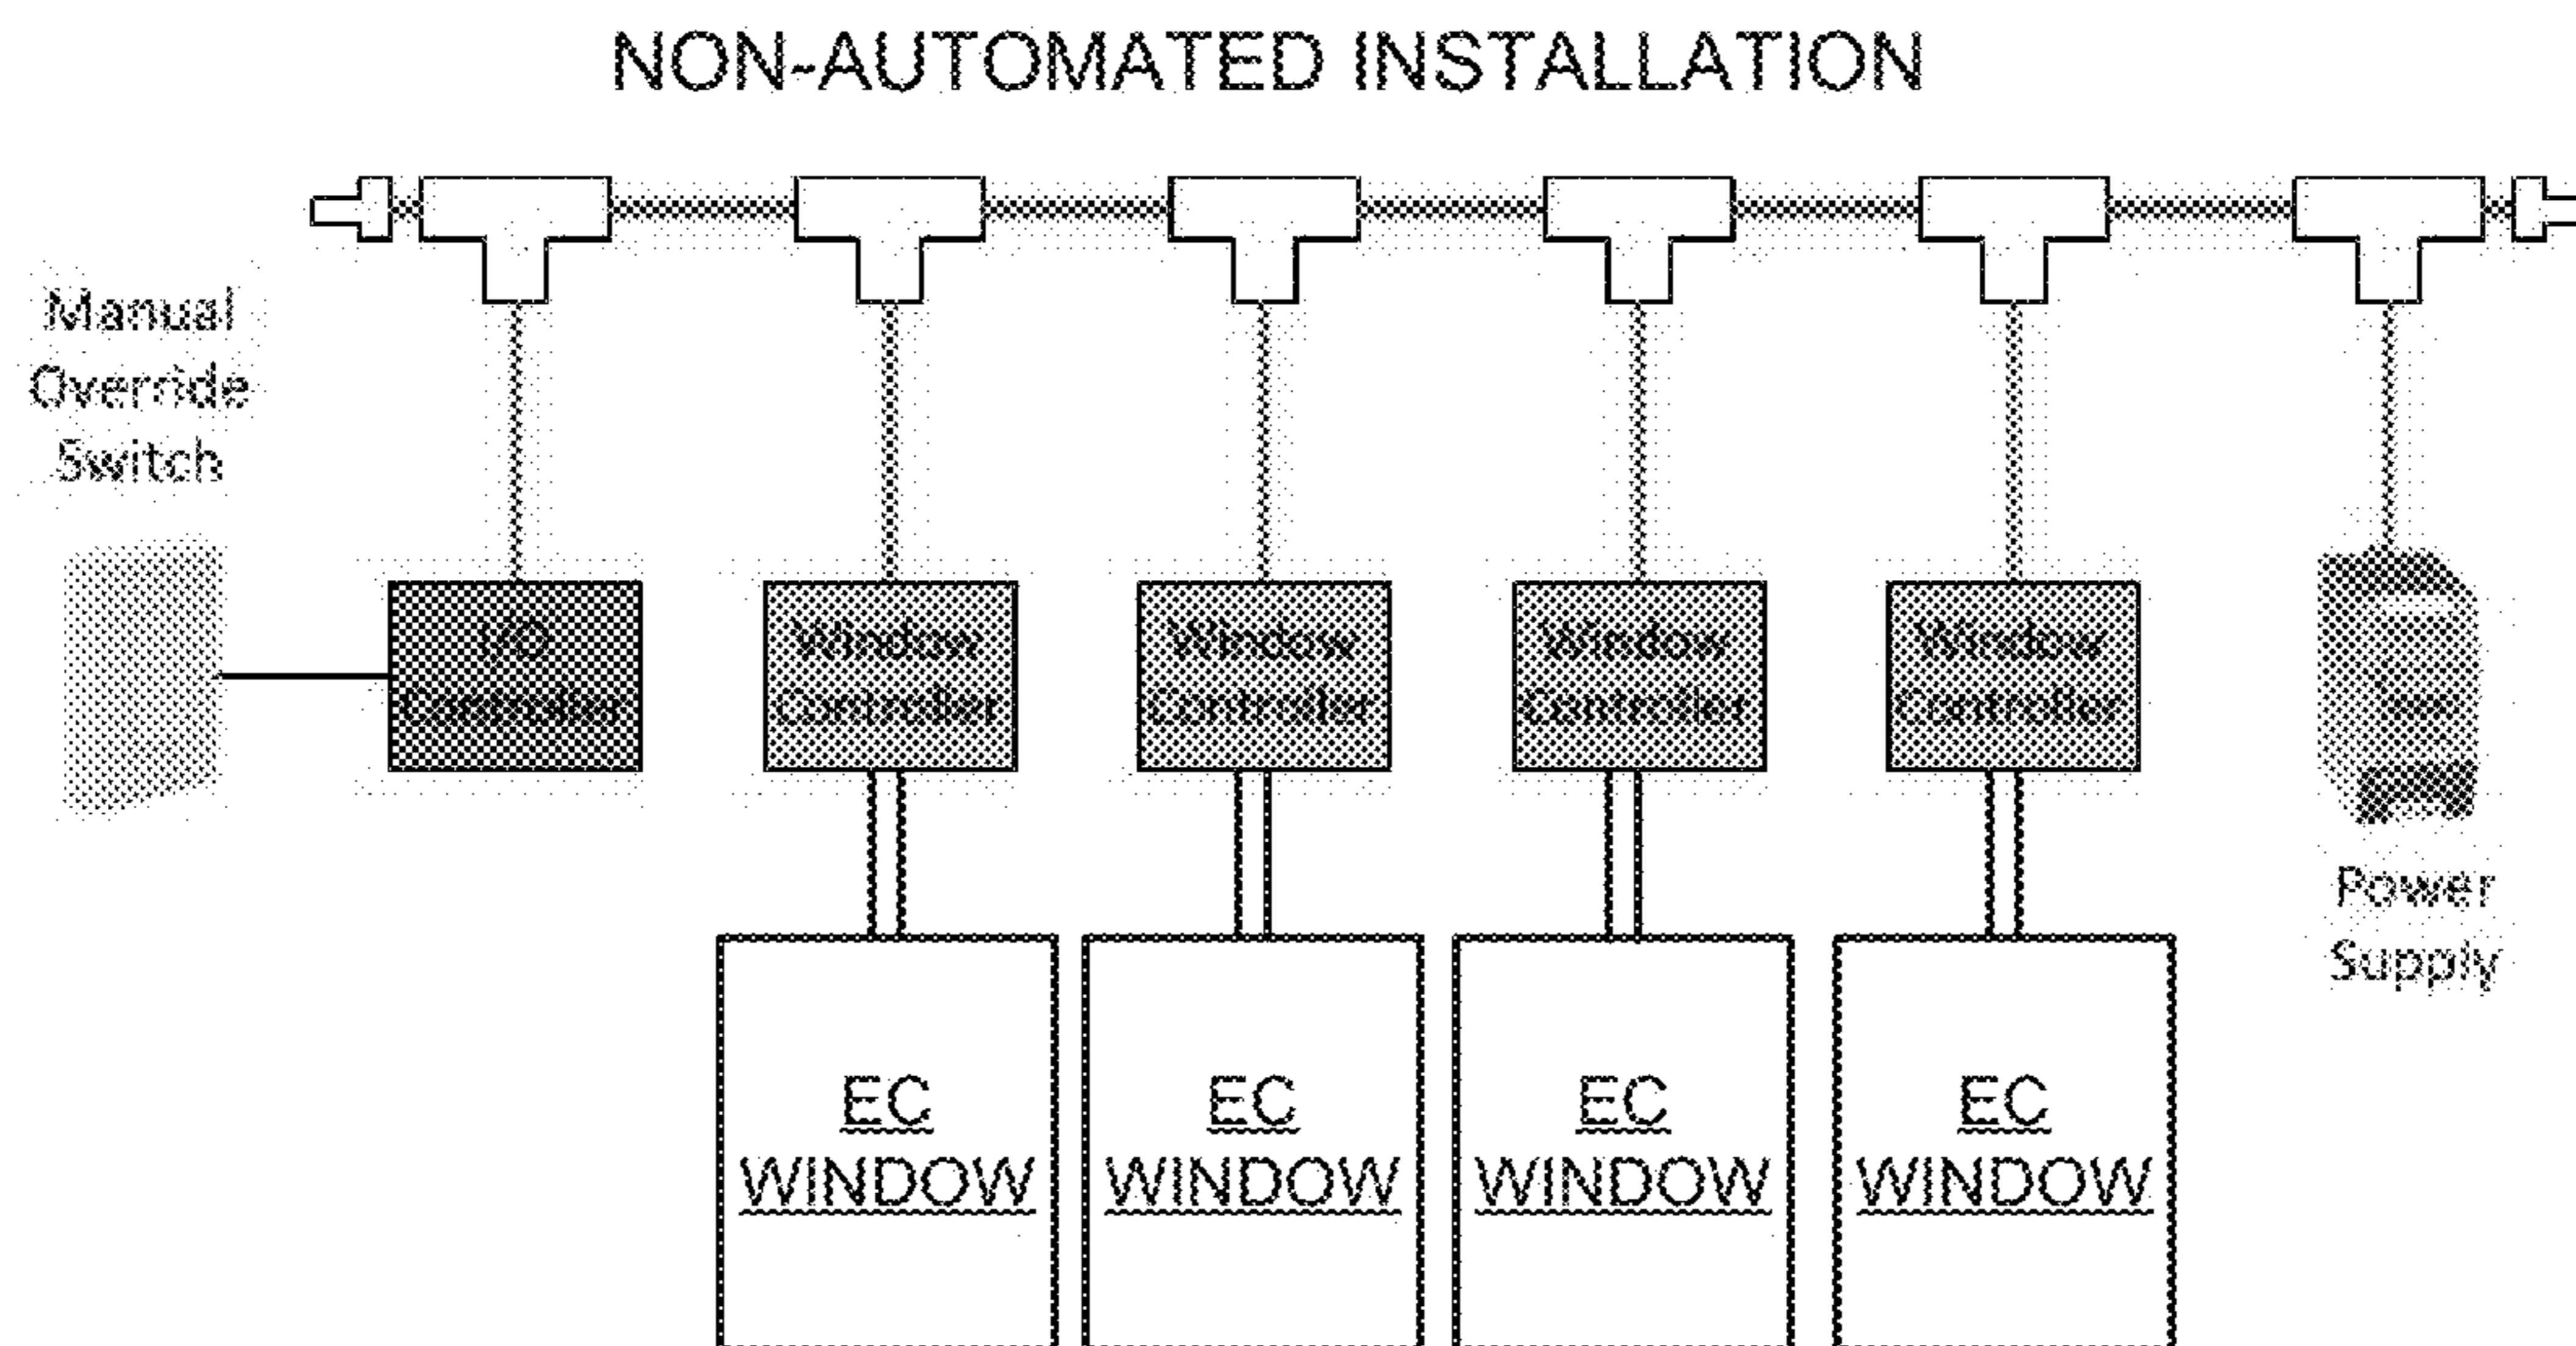 NON-AUTOMATED INSTALLATION
Manual
Override
Switch
I/O
Controller
Window
Controller
Window
Controller
Window
Controller
Window
Controller
Power
Supply
EC
WINDOW
EC
WINDOW
EC
WINDOW
EC
WINDOW